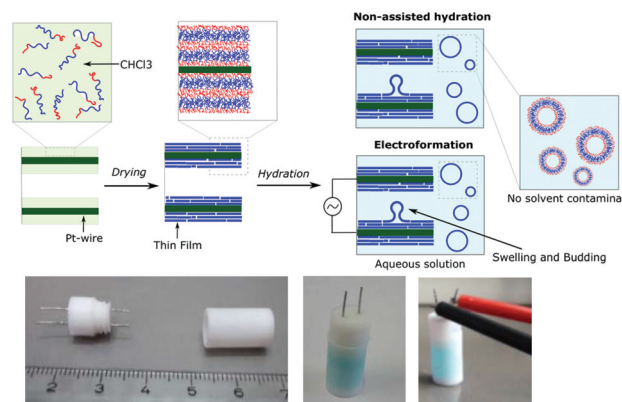 Non-assisted hydration
CHCl3
Drying
Hydration
Electroformation
No solvent contamina
Pt-wire
Thin Film
Aqueous solution
Swelling and Budding
2 3 4 5 6 7